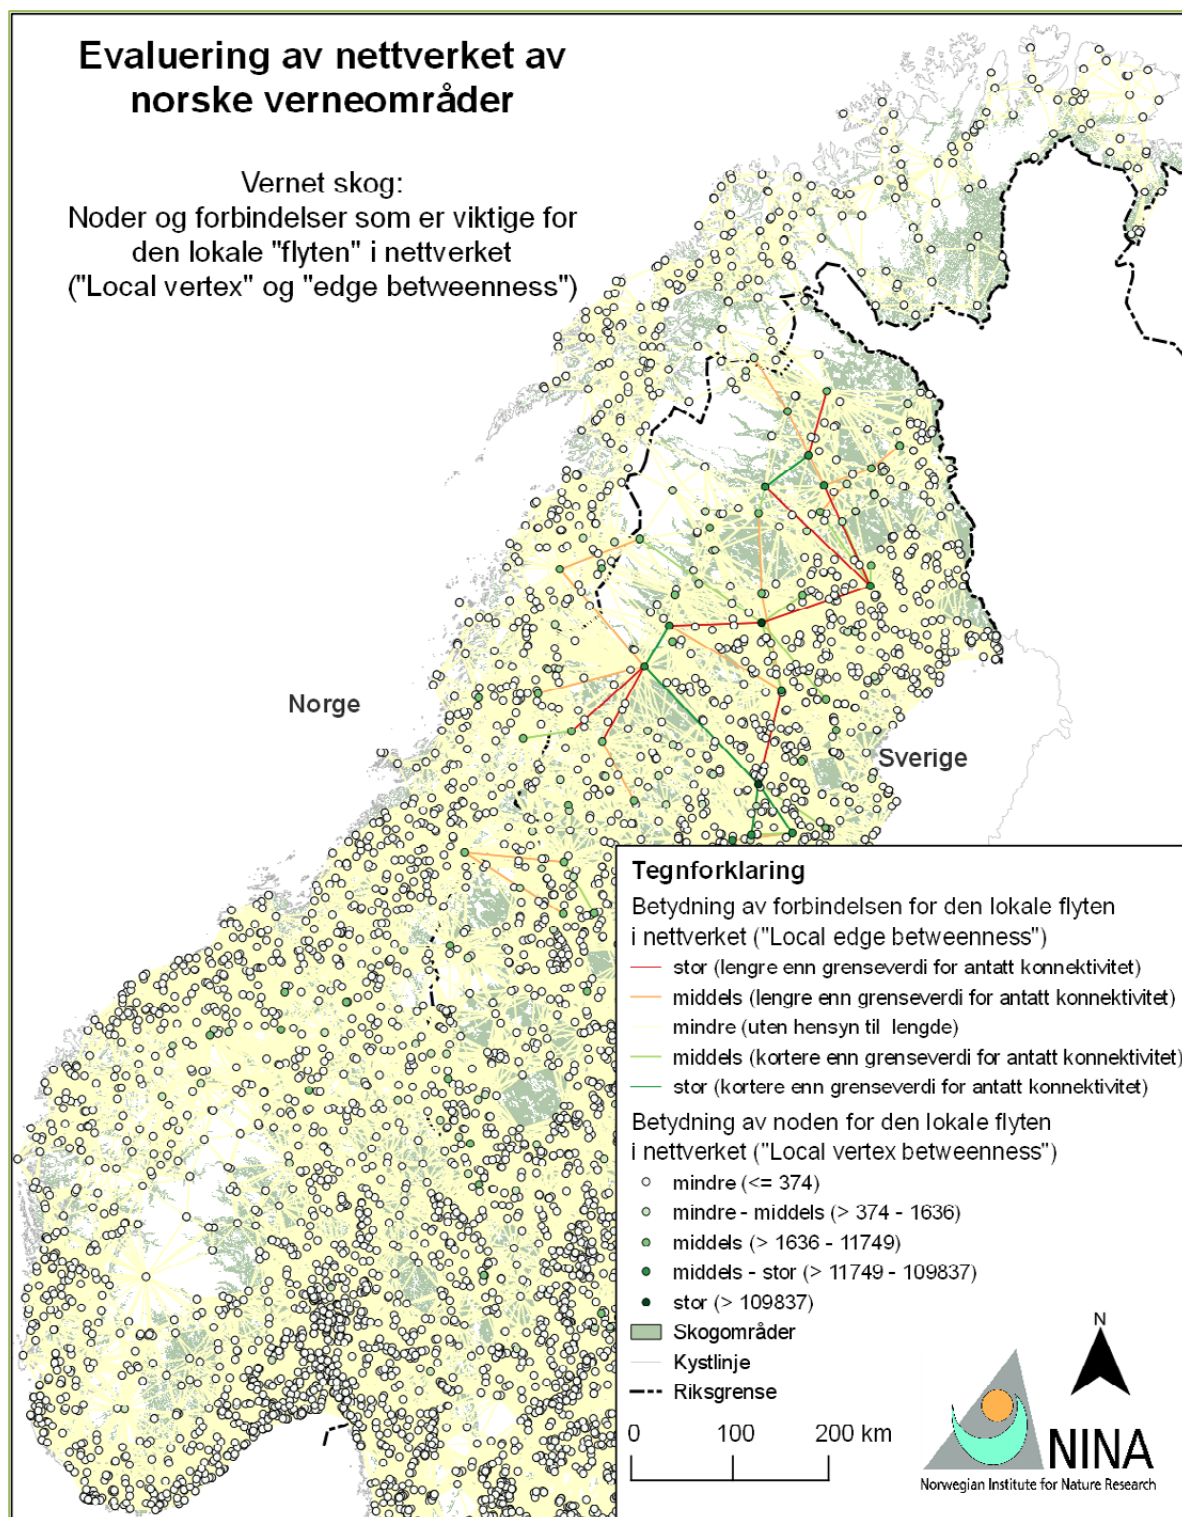 Evaluering av nettverket av
norske verneområder
Vernet skog:
Noder og forbindelser som er viktige for
den lokale "flyten" i nettverket
("Local vertex" og "edge betweenness")
Norge
Sverige
Tegnforklaring
Betydning av forbindelsen for den lokale flyten
i nettverket ("Local edge betweenness")
stor (lengre enn grenseverdi for antatt konnektivitet)
middels (lengre enn grenseverdi for antatt konnektivitet)
mindre (uten hensyn til lengde)
middels (kortere enn grenseverdi for antatt konnektivitet)
stor (kortere enn grenseverdi for antatt konnektivitet)
Betydning av noden for den lokale flyten
i nettverket ("Local vertex betweenness")
mindre (<= 374)
mindre - middels (> 374 - 1636)
middels (> 1636 - 11749)
middels - stor (> 11749 - 109837)
stor (> 109837)
Skogområder
Kystlinje
Riksgrense
0 100 200 km
N
NINA
Norwegian Institute for Nature Research